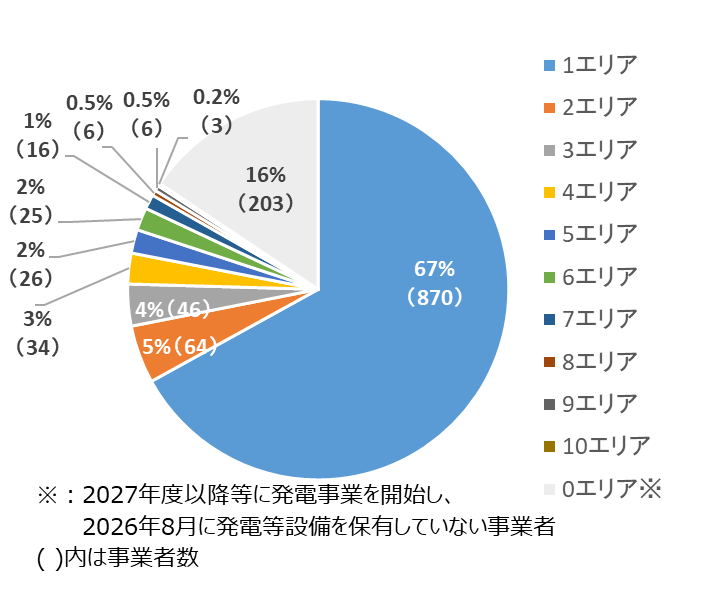 0.2%
(3)
0.5%
(6)
0.5%
(6)
1%
(16)
2%
(25)
2%
(26)
3%
(34)
4%(46)
5%(64)
16%
(203)
67%
(870)
1エリア
2エリア
3エリア
4エリア
5エリア
6エリア
7エリア
8エリア
9エリア
10エリア
0エリア※
※：2027年度以降等に発電事業を開始し、
2026年8月に発電等設備を保有していない事業者
( )内は事業者数